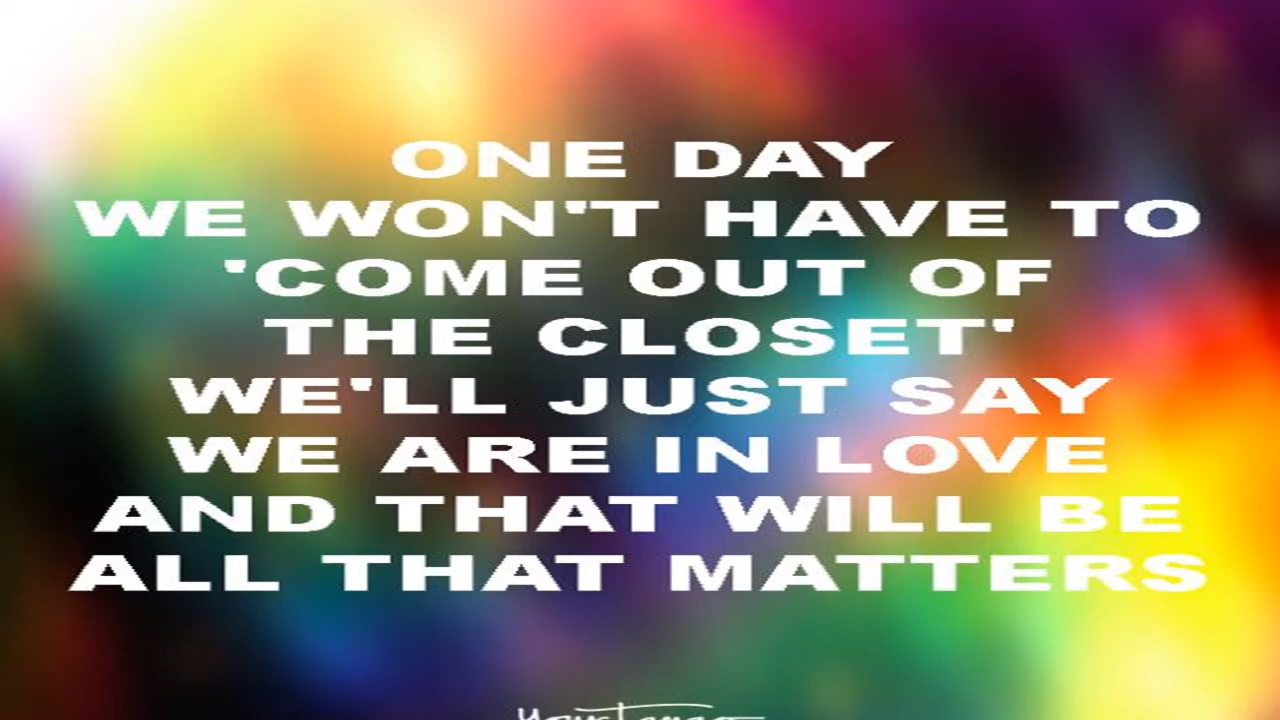 ONE DAY
WE WON'T HAVE TO
'COME OUT OF
THE CLOSET'
WE'LL JUST SAY
WE ARE IN LOVE
AND THAT WILL BE
ALL THAT MATTERS